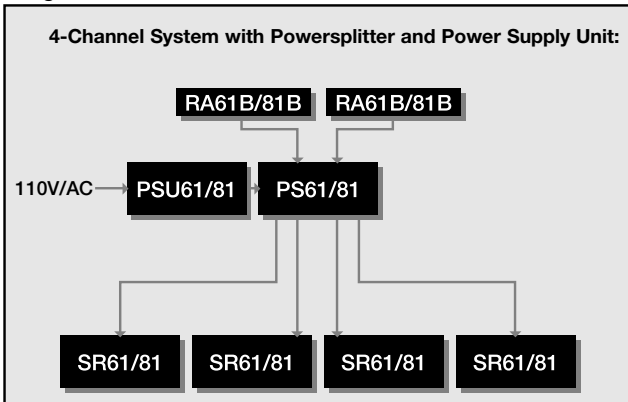 4-Channel System with Powersplitter and Power Supply Unit:
RA61B/81B RA61B/81B
110V/AC PSU61/81 PS61/81
SR61/81 SR61/81 SR61/81 SR61/81